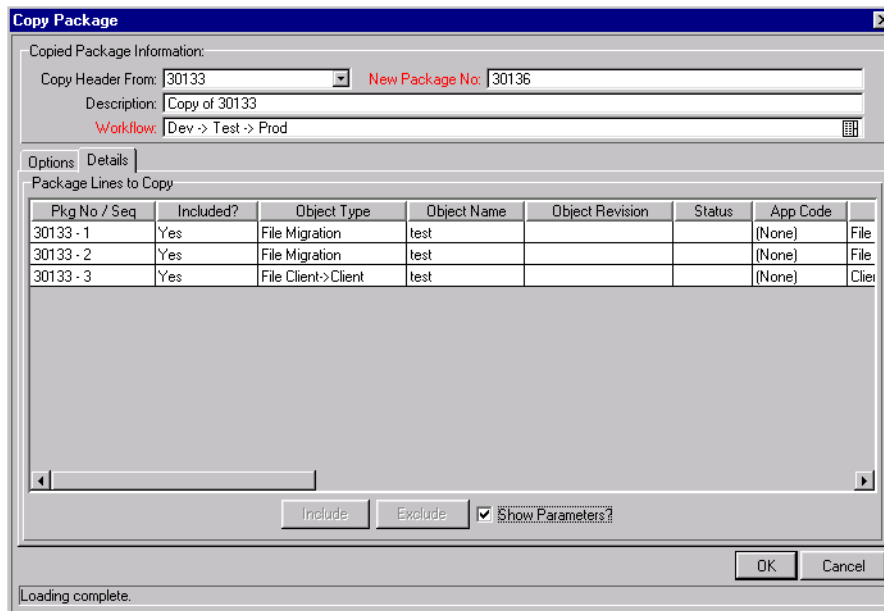 Copy Package
Copied Package Information:
Copy Header From: 30133 New Package No: 30136
Description: Copy of 30133
Workflow: Dev -> Test -> Prod
Options Details
Package Lines to Copy
Pkg No / Seq Included? Object Type Object Name Object Revision Status App Code
30133 - 1 Yes File Migration test (None) File
30133 - 2 Yes File Migration test (None) File
30133 - 3 Yes File Client->Client test (None)
Include Exclude Show Parameters?
OK Cancel
Loading complete.